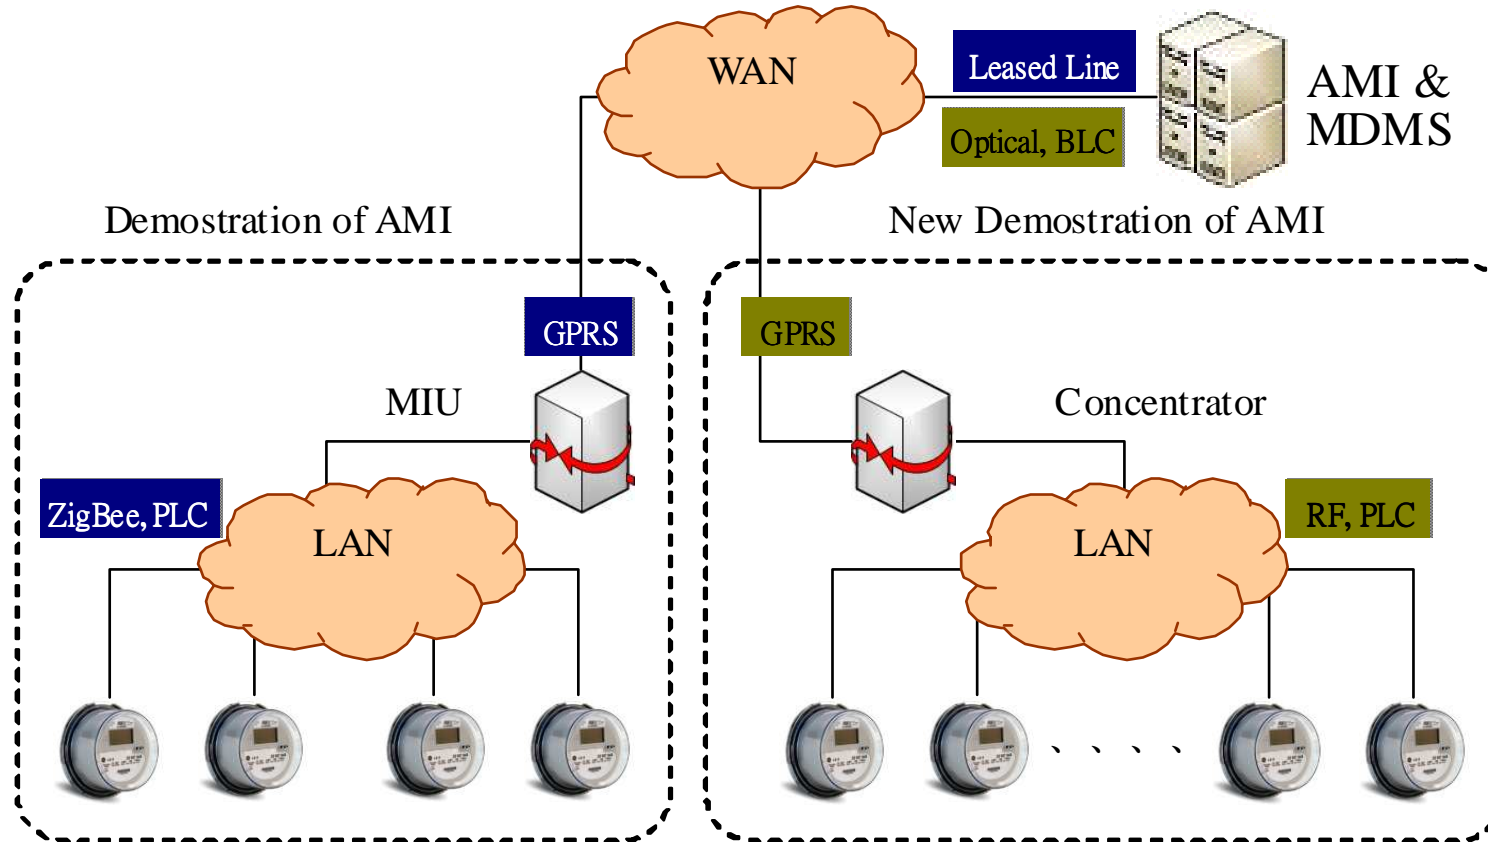 WAN
Leased Line
AMI &
MDMS
Optical, BLC
Demostration of AMI
New Demostration of AMI
GPRS
GPRS
MIU
Concentrator
ZigBee, PLC
LAN
LAN
RF, PLC
、、、、